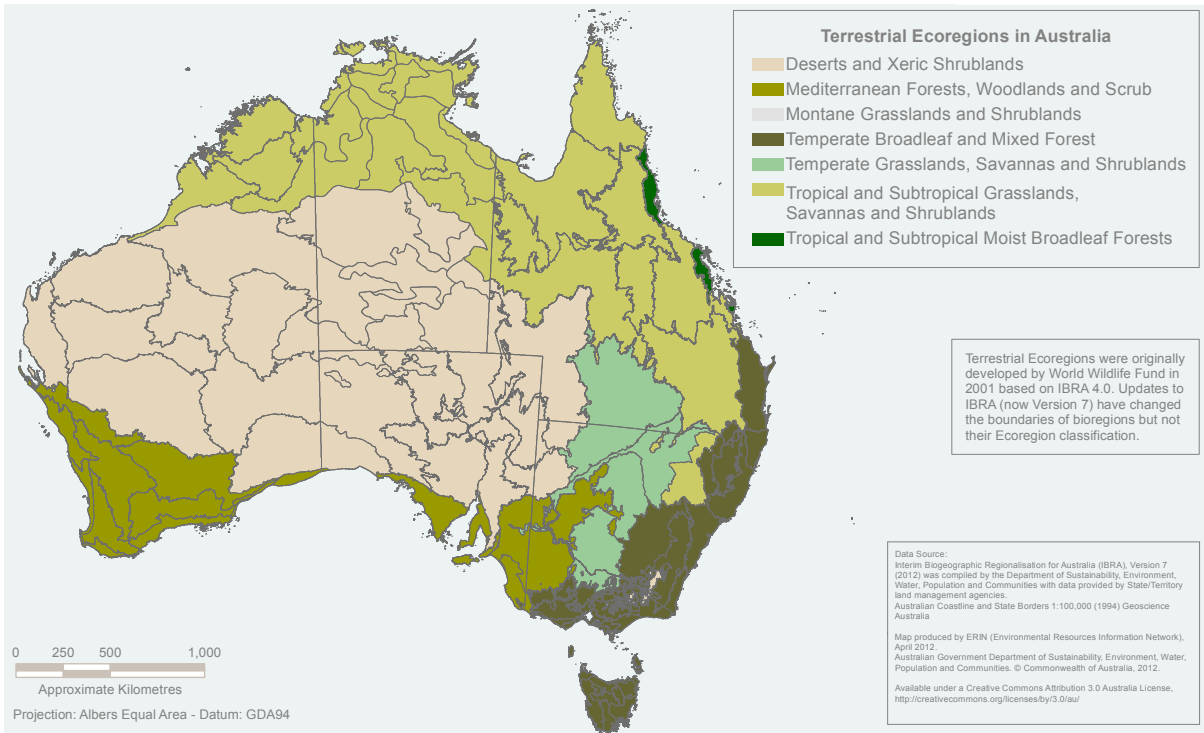 Terrestrial Ecoregions in Australia
Deserts and Xeric Shrublands
Mediterranean Forests, Woodlands and Scrub
Montane Grasslands and Shrublands
Temperate Broadleaf and Mixed Forest
Temperate Grasslands, Savannas and Shrublands
Tropical and Subtropical Grasslands,
Savannas and Shrublands
Tropical and Subtropical Moist Broadleaf Forests
Terrestrial Ecoregions were originally
developed by World Wildlife Fund in
2001 based on IBRA 4.0. Updates to
IBRA (now Version 7) have changed
the boundaries of bioregions but not
their Ecoregion classification.
Data Source:
Interim Biogeographic Regionalisation for Australia (IBRA), Version 7
(2012) was compiled by the Department of Sustainability, Environment,
Water, Population and Communities with data provided by State/Territory
land management agencies.
Australian Coastline and State Borders 1:100,000 (1994) Geoscience
Australia
Map produced by ERIN (Environmental Resources Information Network),
April 2012.
Australian Government Department of Sustainability, Environment, Water,
Population and Communities. © Commonwealth of Australia, 2012.
Available under a Creative Commons Attribution 3.0 Australia License,
http://creativecommons.org/licenses/by/3.0/au/
0 250 500 1,000
Approximate Kilometres
Projection: Albers Equal Area - Datum: GDA94